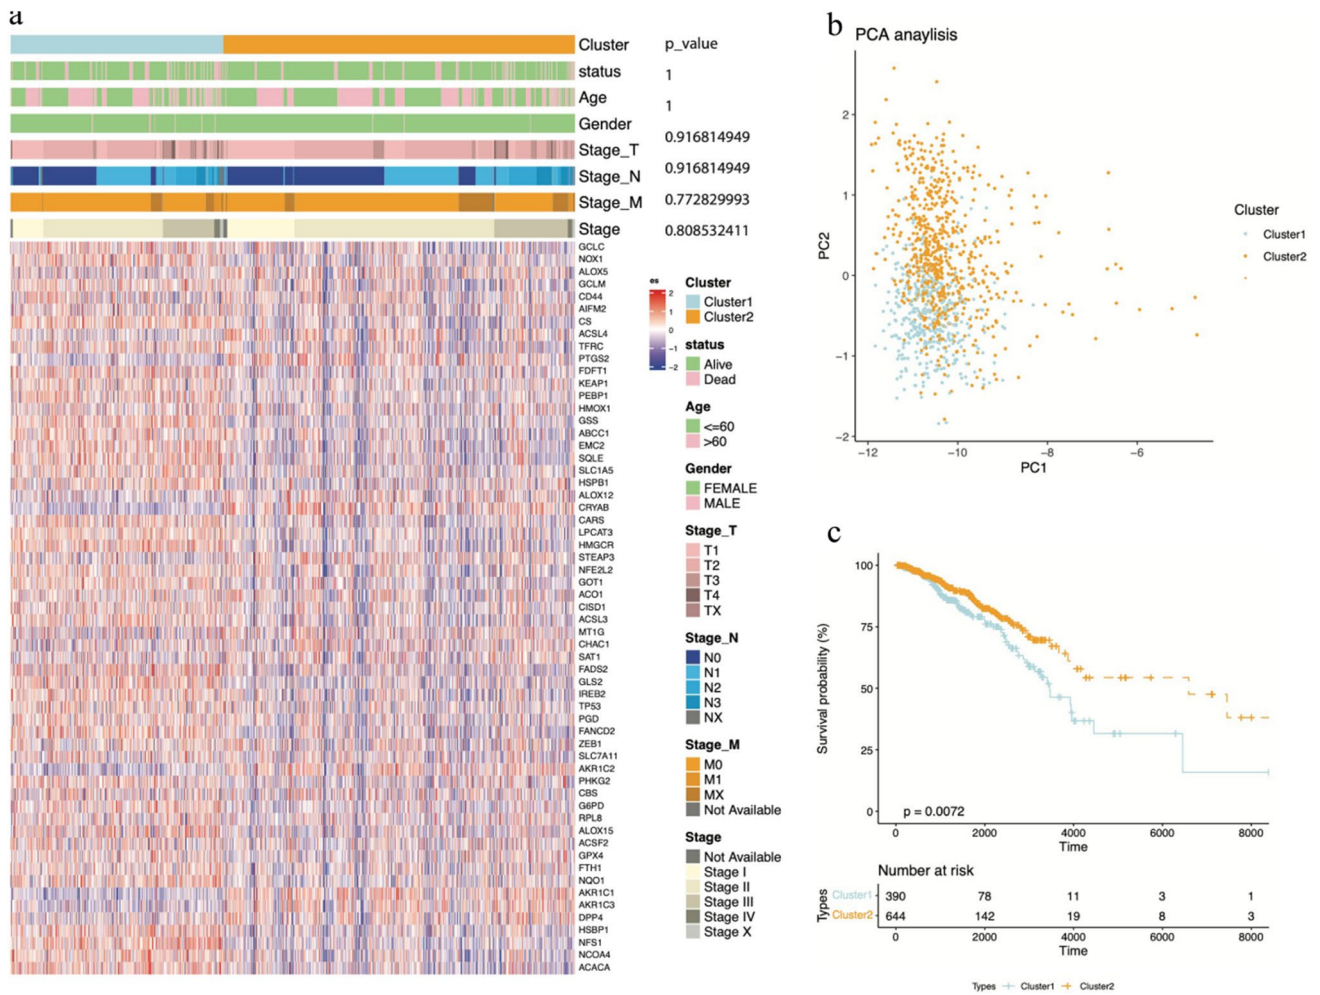 a
Cluster
p_value
status
1
Age
1
Gender
0.916814949
Stage_T
0.916814949
Stage_N
0.772829993
Stage_M
0.808532411
Stage
GCLC
NOX1
ALOX5
GCLM
CD44
AIFM2
CS
ACSL4
TFRC
PTGS2
FDFT1
KEAP1
PEBP1
HMOX1
GSS
ABCC1
EMC2
SQLE
SLC1A5
HSPB1
ALOX12
CRYAB
CARS
LPCAT3
HMGCR
STEAP3
NFE2L2
GOT1
ACO1
CISD1
ACSL3
MT1G
CHAC1
SAT1
FADS2
GLS2
IREB2
TP53
PGD
FANCD2
ZEB1
SLC7A11
AKR1C2
PHKG2
CBS
G6PD
RPL8
ALOX15
ACSF2
GPX4
FTH1
NQO1
AKR1C1
AKR1C3
DPP4
HSBP1
NFS1
NCOA4
ACACA
es
2
1
0
−1
−2
Cluster
Cluster1
Cluster2
status
Alive
Dead
Age
<=60
>60
Gender
FEMALE
MALE
Stage_T
T1
T2
T3
T4
TX
Stage_N
N0
N1
N2
N3
NX
Stage_M
M0
M1
MX
Not Available
Stage
Not Available
Stage I
Stage II
Stage III
Stage IV
Stage X
b
PCA anaylisis
PC2
2
1
0
−1
−2
−12 −10 −8 −6
PC1
Cluster
Cluster1
Cluster2
c
Survival probability (%)
100
75
50
25
0
p = 0.0072
0 2000 4000 6000 8000
Time
Number at risk
Types
Cluster1 390 78 11 3 1
Cluster2 644 142 19 8 3
0 2000 4000 6000 8000
Time
Types Cluster1 Cluster2